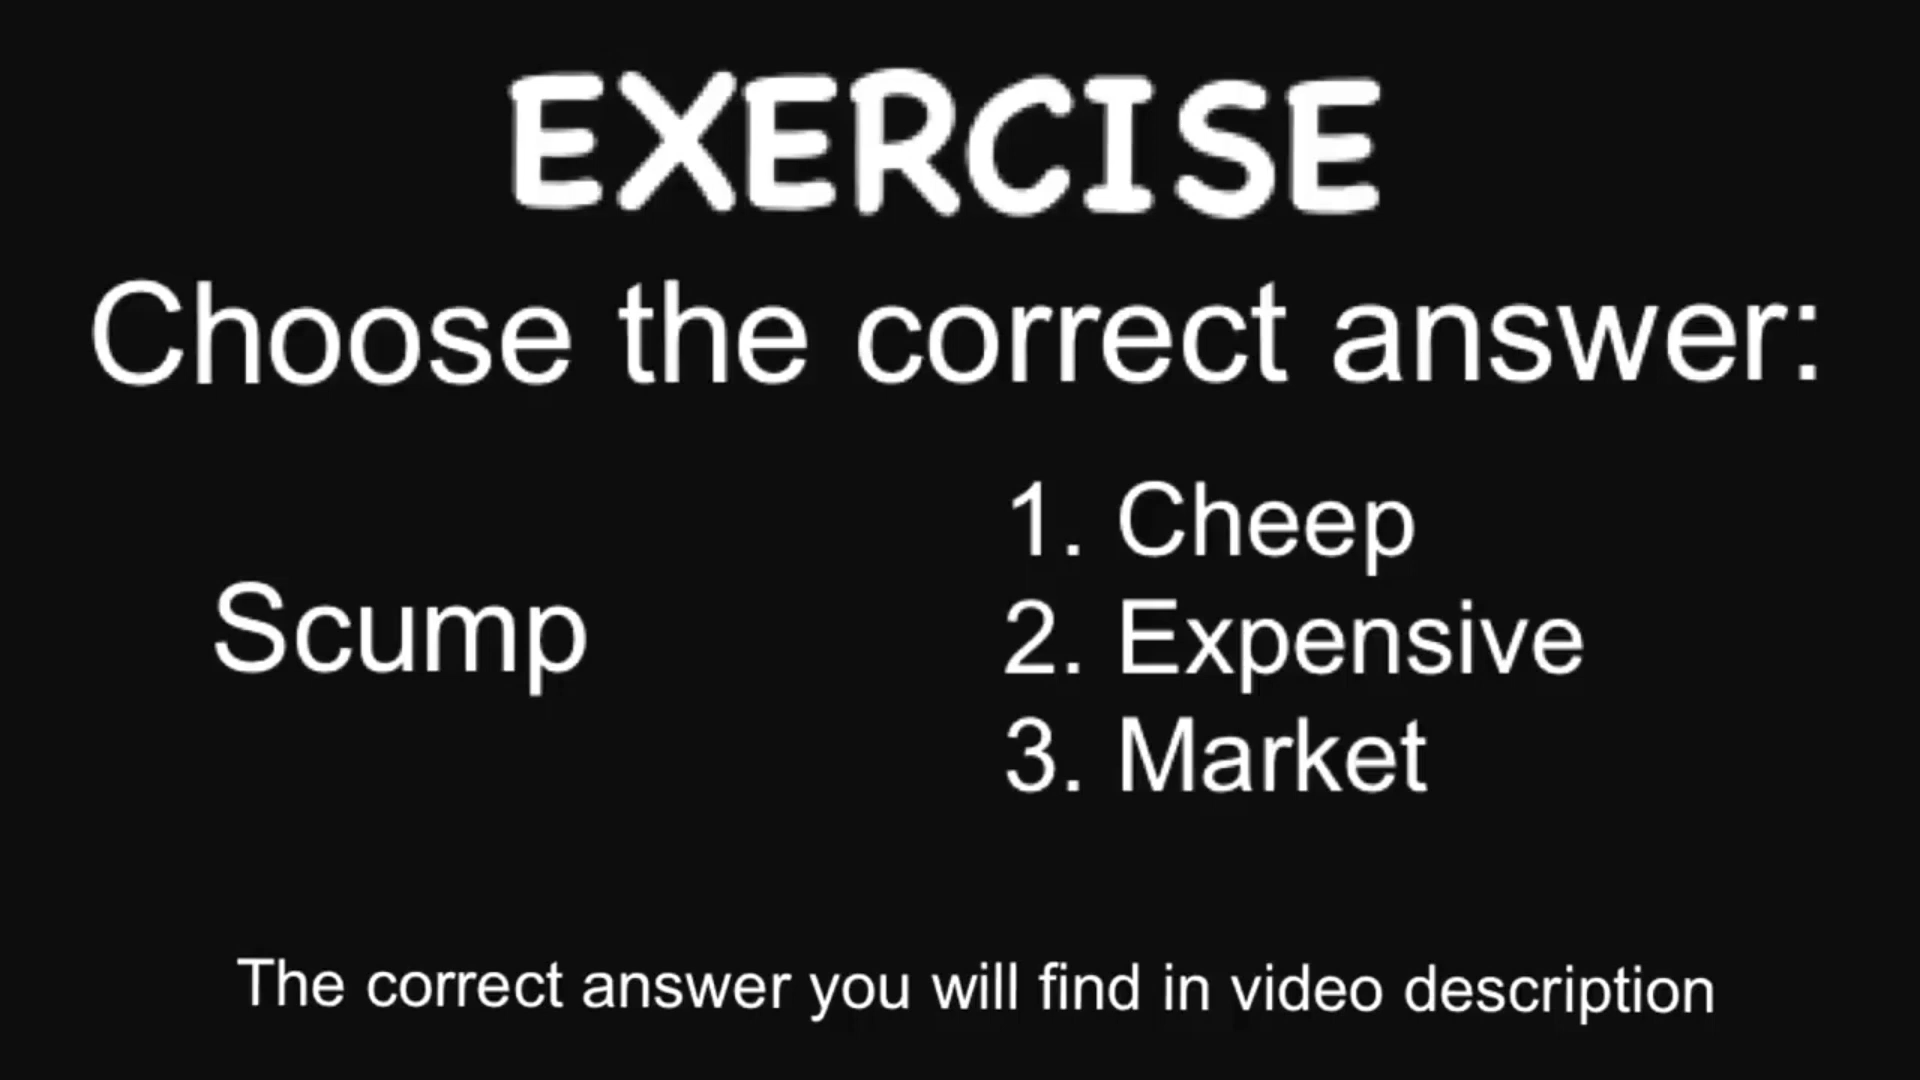 EXERCISE
Choose the correct answer:
Scump
1. Cheep
2. Expensive
3. Market
The correct answer you will find in video description